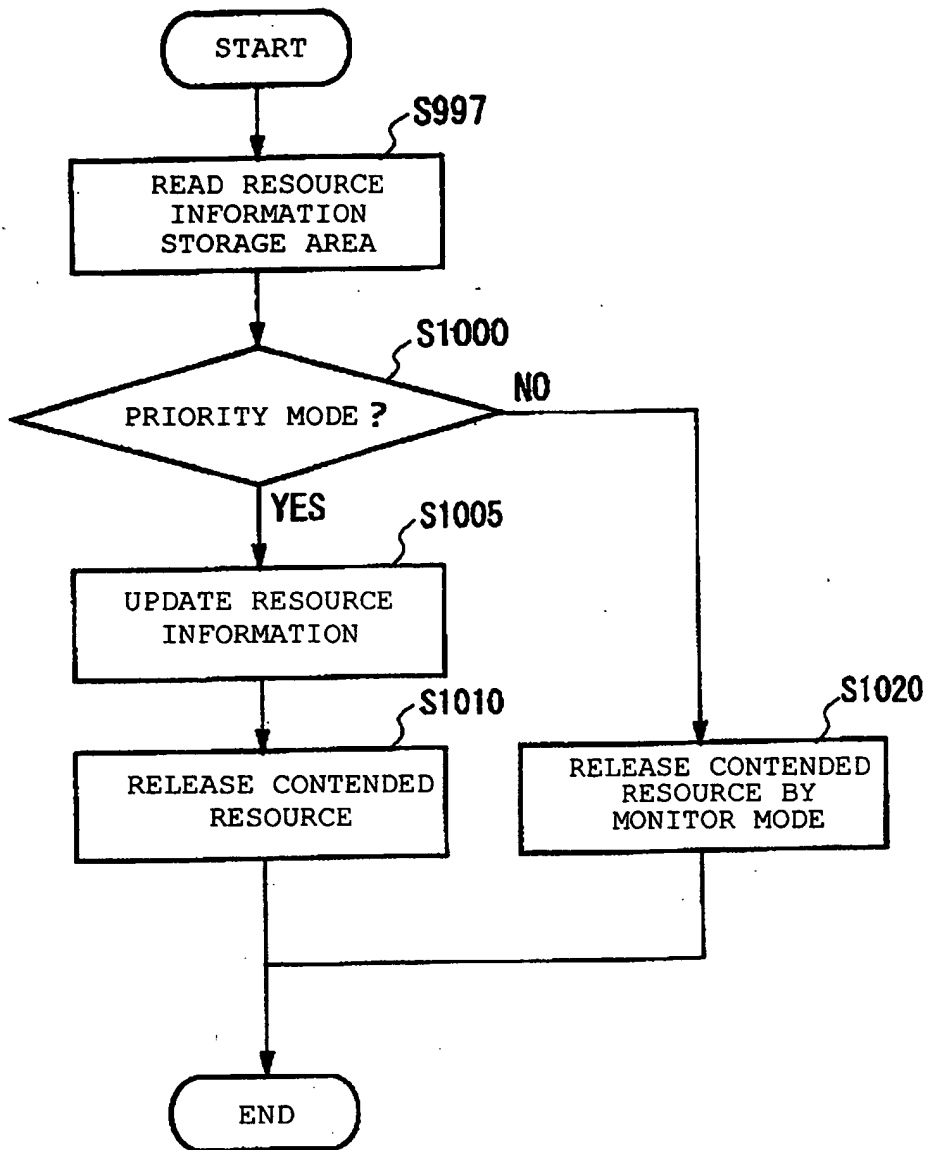 START
S997
READ RESOURCE
INFORMATION
STORAGE AREA
S1000
PRIORITY MODE ?
NO
YES
S1005
UPDATE RESOURCE
INFORMATION
S1010
RELEASE CONTENDED
RESOURCE
S1020
RELEASE CONTENDED
RESOURCE BY
MONITOR MODE
END